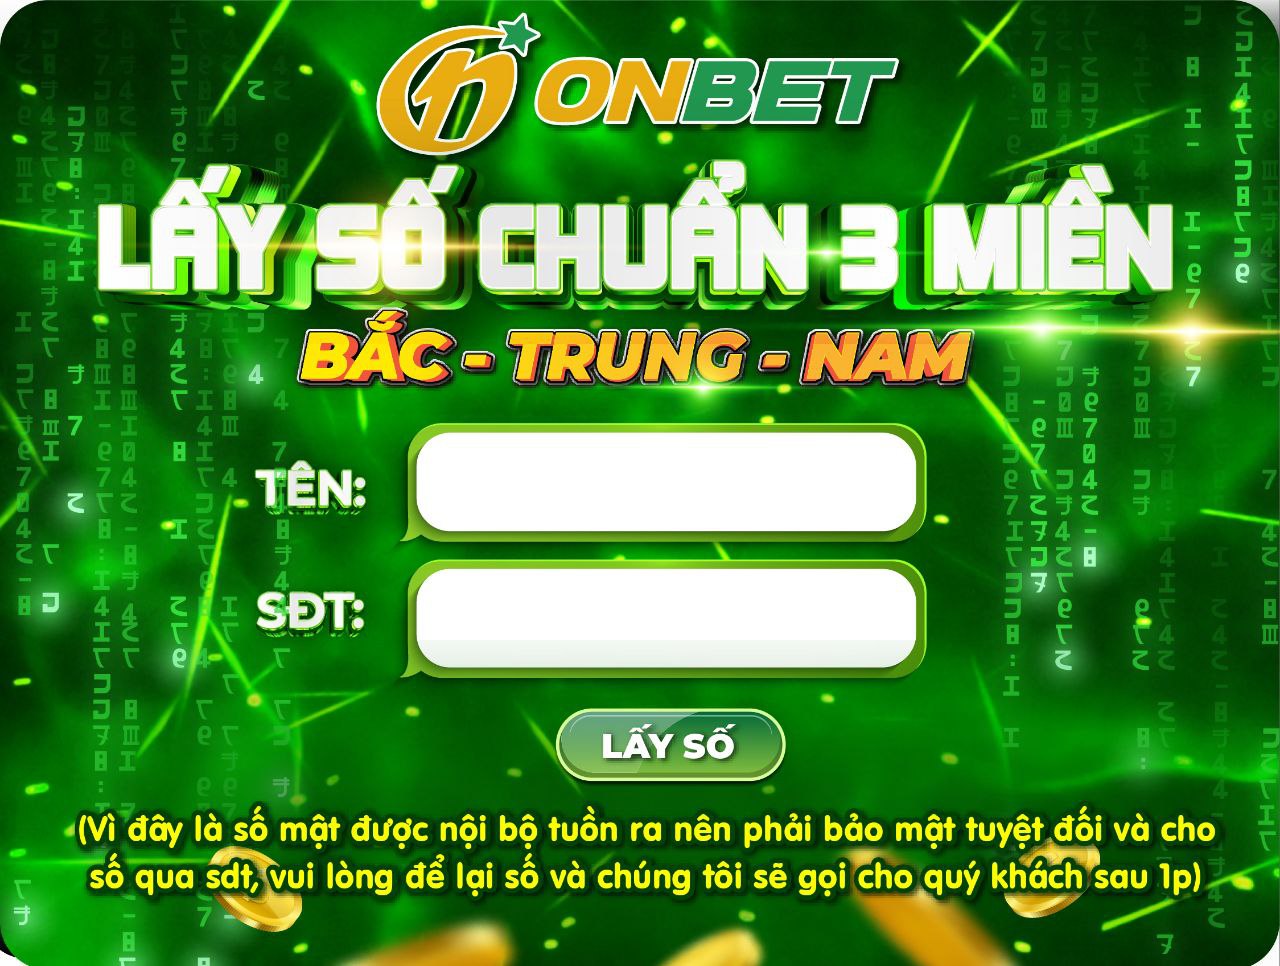 ONBET
LẤY SỐ CHUẨN 3 MIỀN
BẮC - TRUNG - NAM
TÊN:
SĐT:
LẤY SỐ
(Vì đây là số mật được nội bộ tuồn ra nên phải bảo mật tuyệt đối và cho
số qua sdt, vui lòng để lại số và chúng tôi sẽ gọi cho quý khách sau 1p)